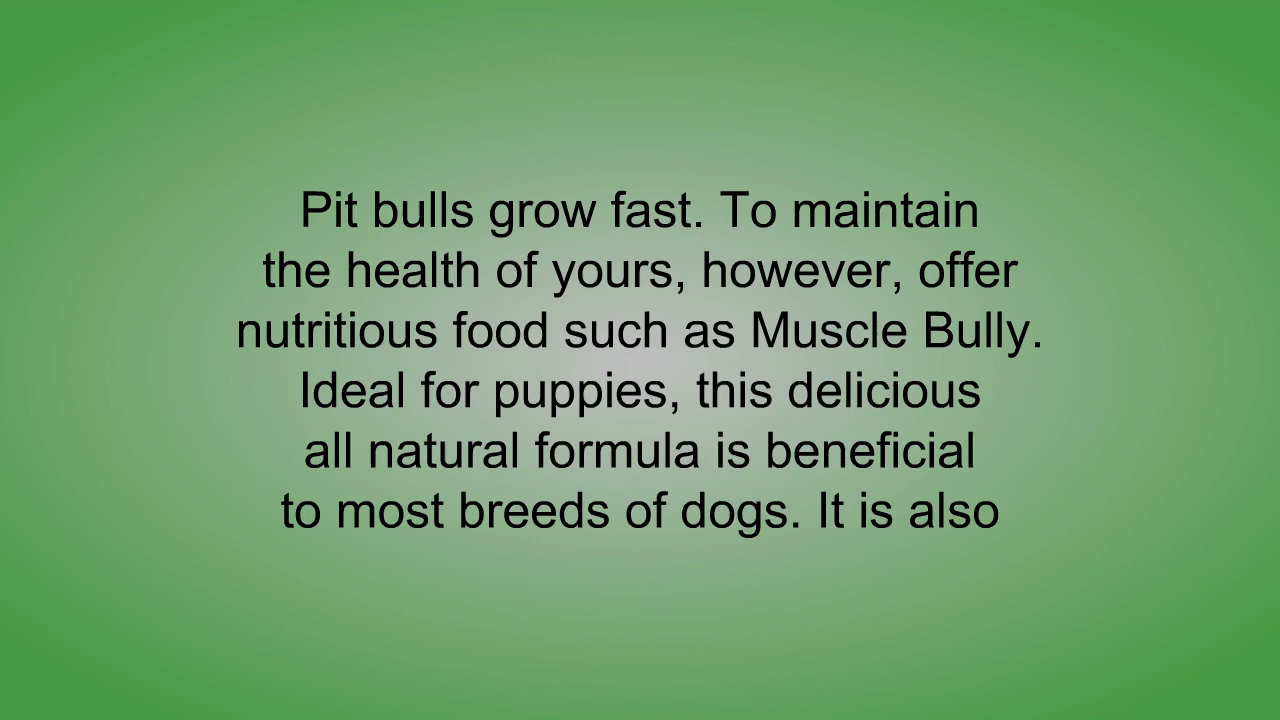 Pit bulls grow fast. To maintain
the health of yours, however, offer
nutritious food such as Muscle Bully.
Ideal for puppies, this delicious
all natural formula is beneficial
to most breeds of dogs. It is also